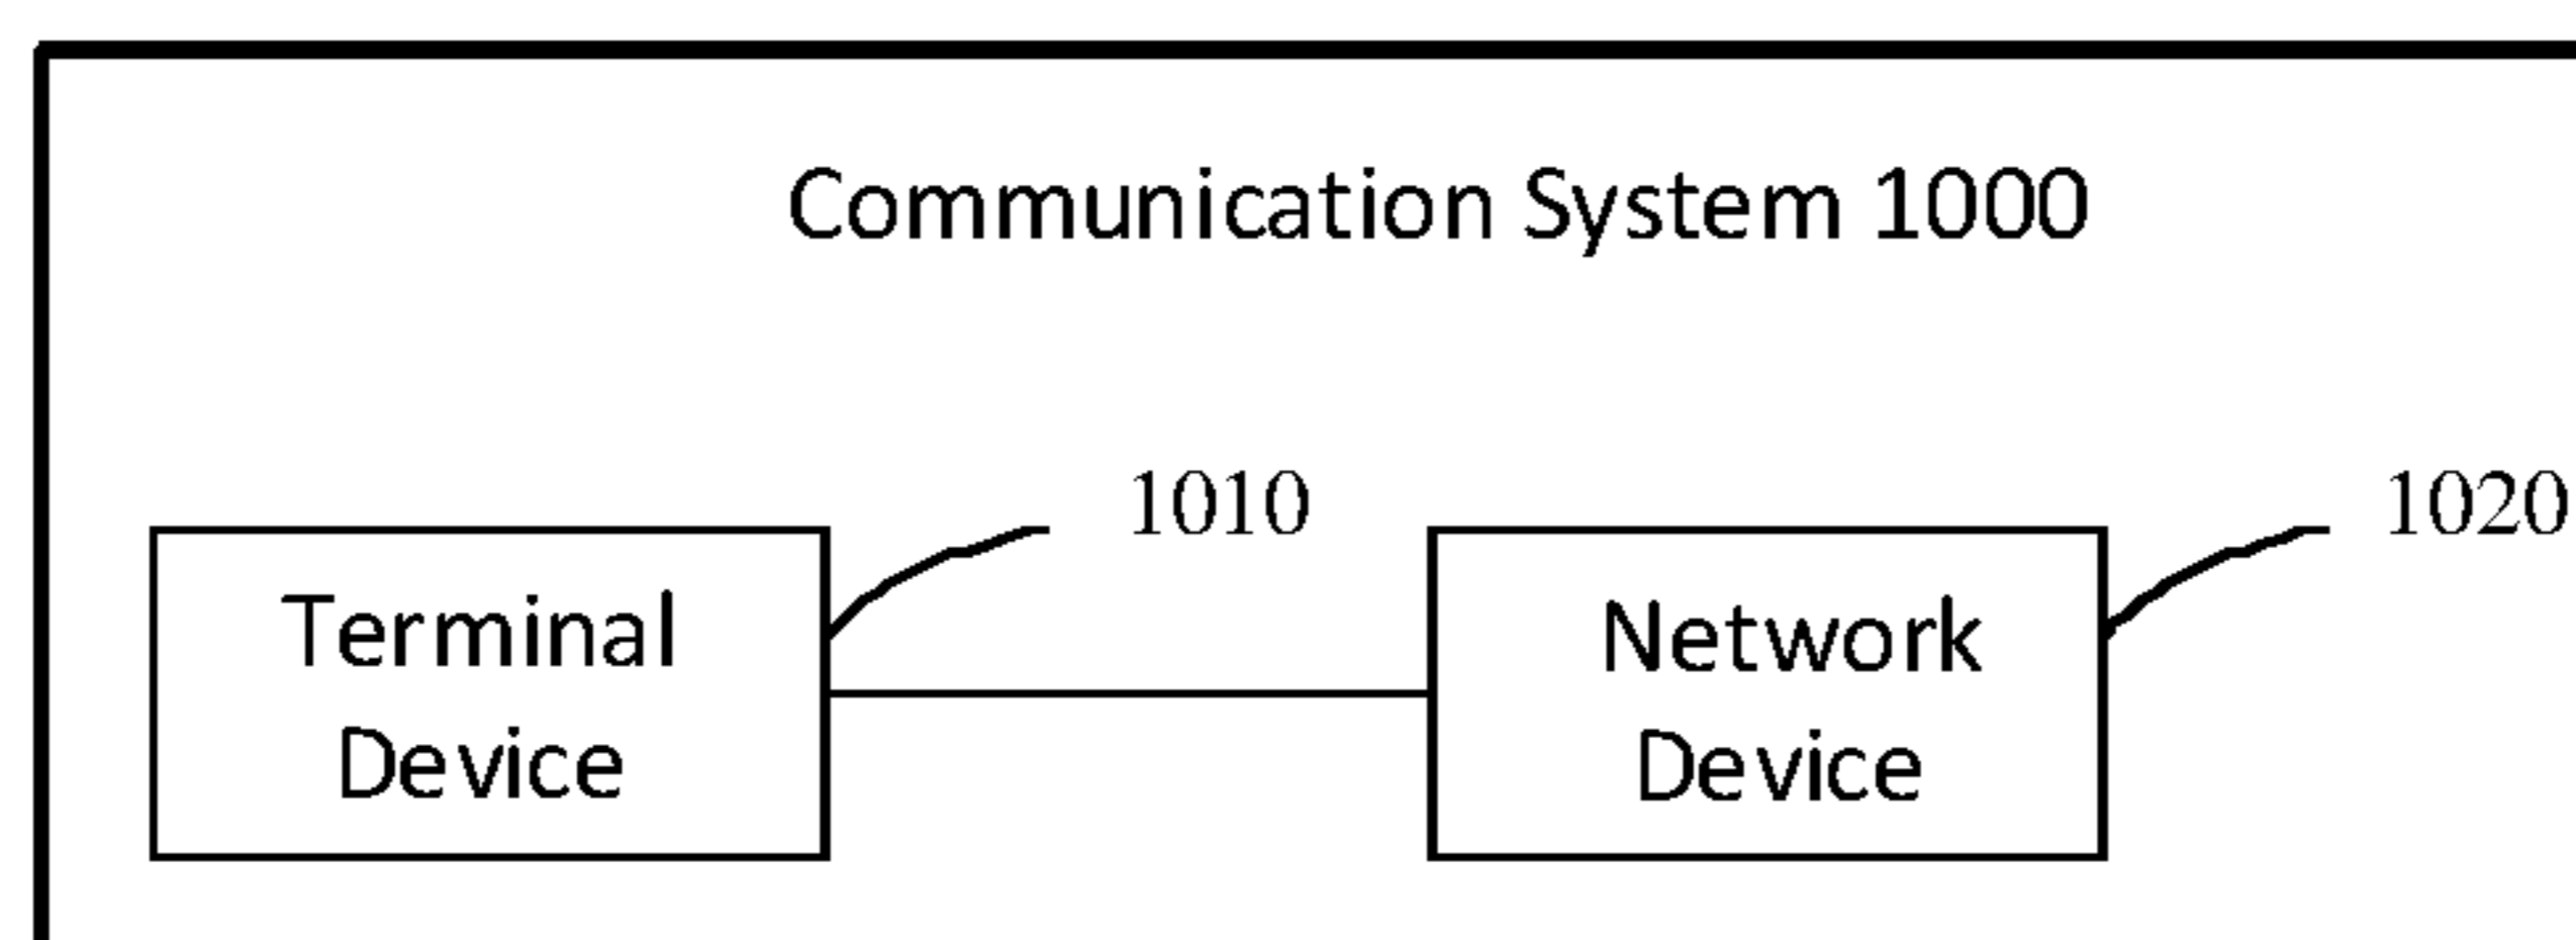 Communication System 1000
1010
1020
Terminal
Device
Network
Device